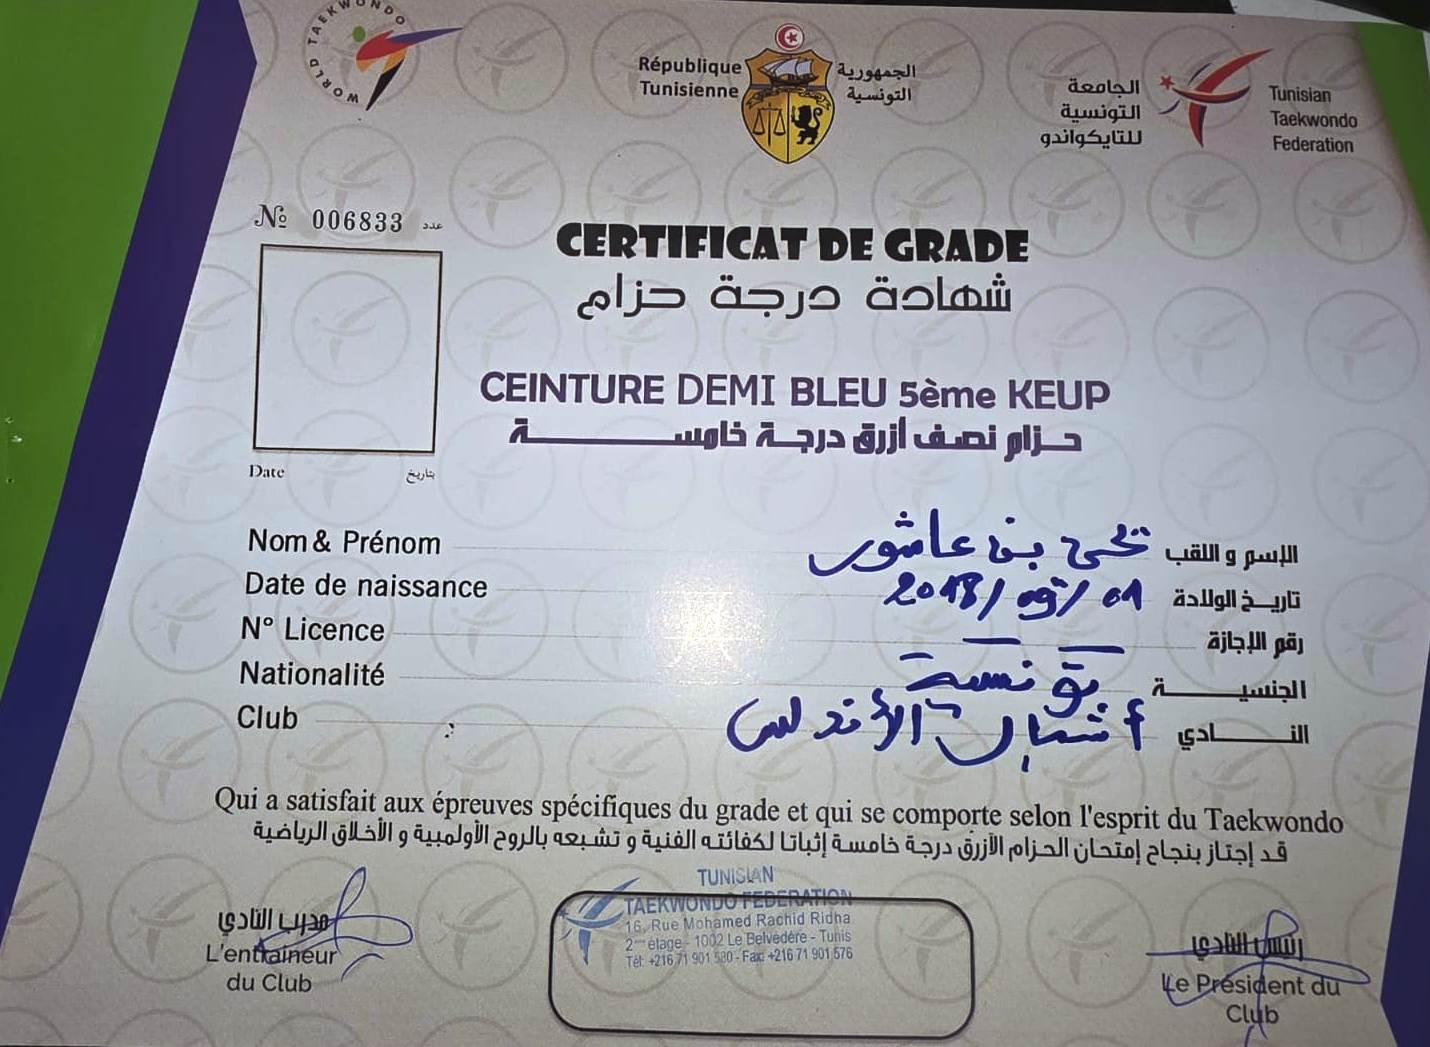 WORLD TAEKWONDO
République
Tunisienne
الجمهورية
التونسية
الجامعة
التونسية
للتايكواندو
Tunisian
Taekwondo
Federation
№ 006833 عدد
CERTIFICAT DE GRADE
شهادة درجة حزام
CEINTURE DEMI BLEU 5ème KEUP
حزام نصف أزرق درجة خامسة
Date بتاريخ
Nom & Prénom يحيى بن عاشور الإسم و اللقب
Date de naissance 2018/09/01 تاريخ الولادة
N° Licence رقم الإجازة
Nationalité تونسية الجنسية
Club أشبال الأندلس النادي
Qui a satisfait aux épreuves spécifiques du grade et qui se comporte selon l'esprit du Taekwondo
قد إجتاز بنجاح إمتحان الحزام الأزرق درجة خامسة إثباتا لكفائته الفنية و تشبعه بالروح الأولمبية و الأخلاق الرياضية
مدرب النادي
L'entraineur
du Club
TUNISIAN
TAEKWONDO FEDERATION
16, Rue Mohamed Rachid Ridha
2ème étage - 1002 Le Belvédère - Tunis
Tél: +216 71 901 580 - Fax: +216 71 901 576
رئيس النادي
Le Président du
Club